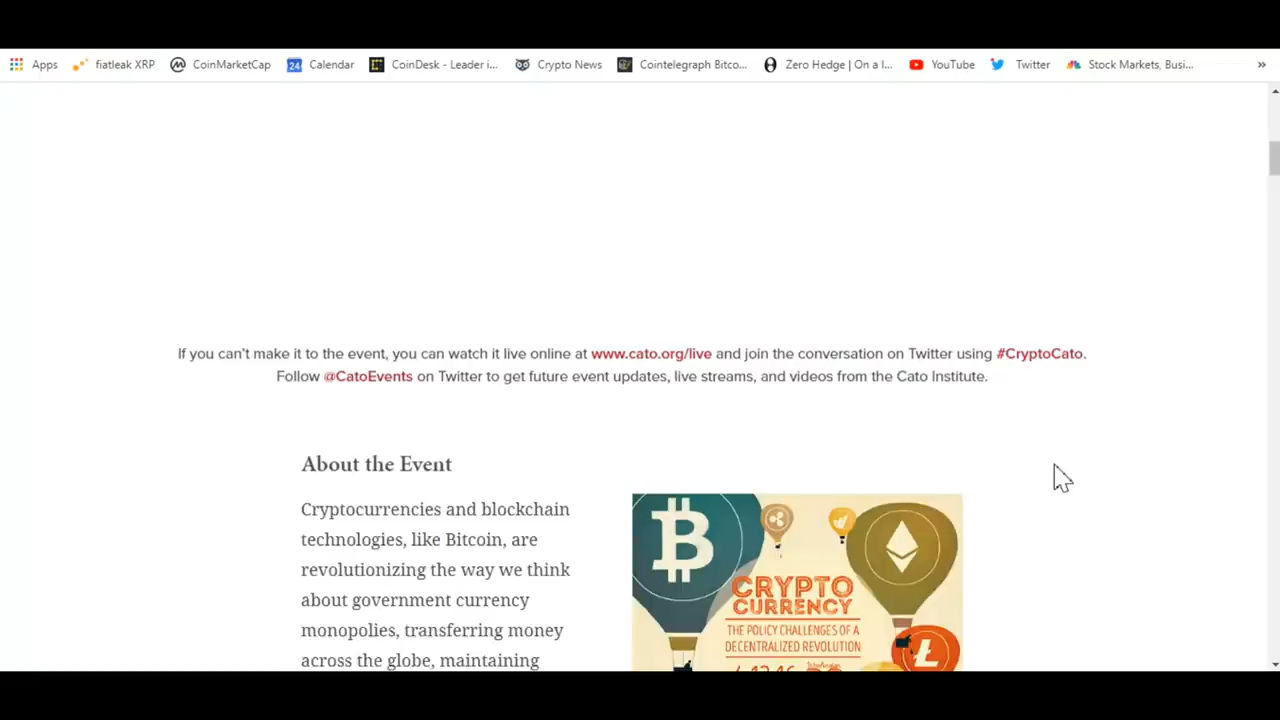 Apps fiatleak XRP CoinMarketCap 24 Calendar CoinDesk - Leader i... Crypto News Cointelegraph Bitco... Zero Hedge | On a l... YouTube Twitter Stock Markets, Busi... »
If you can't make it to the event, you can watch it live online at www.cato.org/live and join the conversation on Twitter using #CryptoCato.
Follow @CatoEvents on Twitter to get future event updates, live streams, and videos from the Cato Institute.
About the Event
Cryptocurrencies and blockchain
technologies, like Bitcoin, are
revolutionizing the way we think
about government currency
monopolies, transferring money
across the globe, maintaining
CRYPTO
CURRENCY
THE POLICY CHALLENGES OF A
DECENTRALIZED REVOLUTION